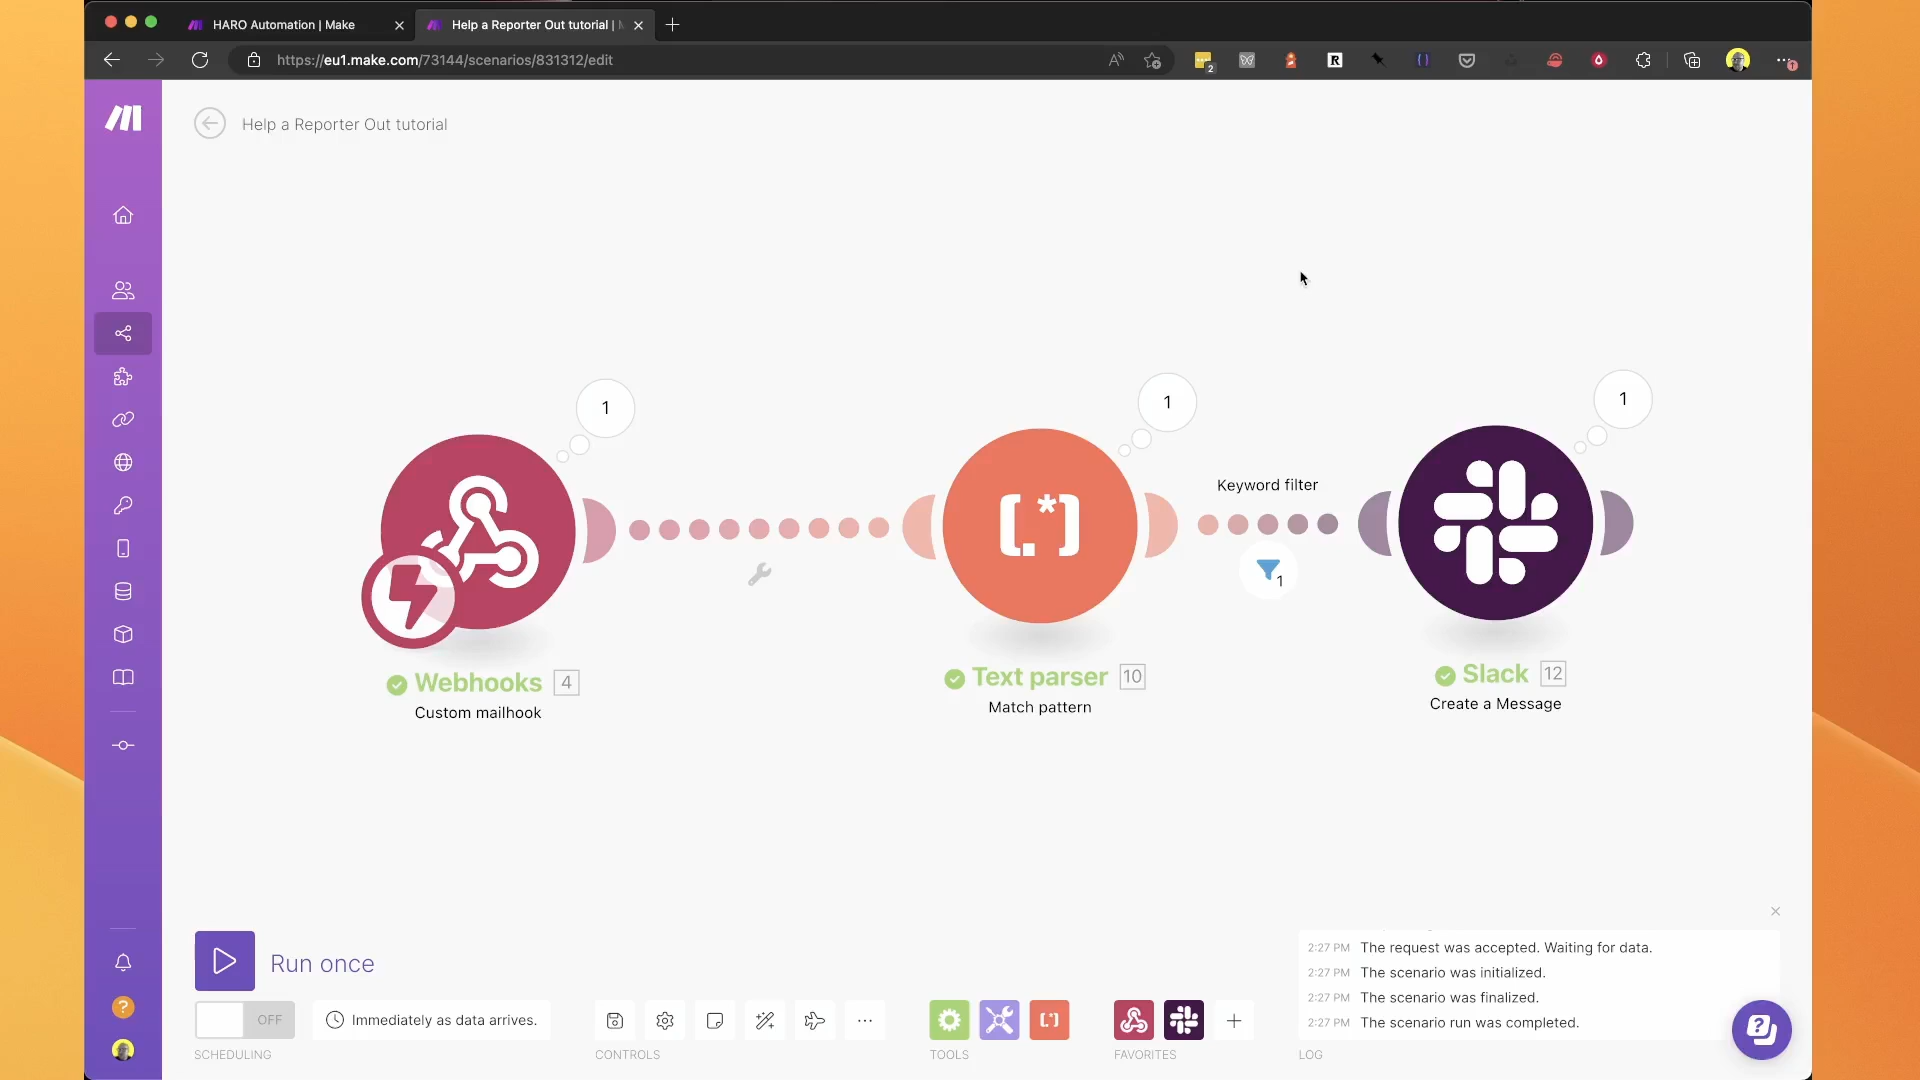 HARO Automation | Make
Help a Reporter Out tutorial |
https://eu1.make.com/73144/scenarios/831312/edit
2
R
1
Help a Reporter Out tutorial
1
1
1
Keyword filter
1
Webhooks 4
Custom mailhook
Text parser 10
Match pattern
Slack 12
Create a Message
Run once
OFF
Immediately as data arrives.
SCHEDULING
CONTROLS
TOOLS
FAVORITES
2:27 PM The request was accepted. Waiting for data.
2:27 PM The scenario was initialized.
2:27 PM The scenario was finalized.
2:27 PM The scenario run was completed.
LOG